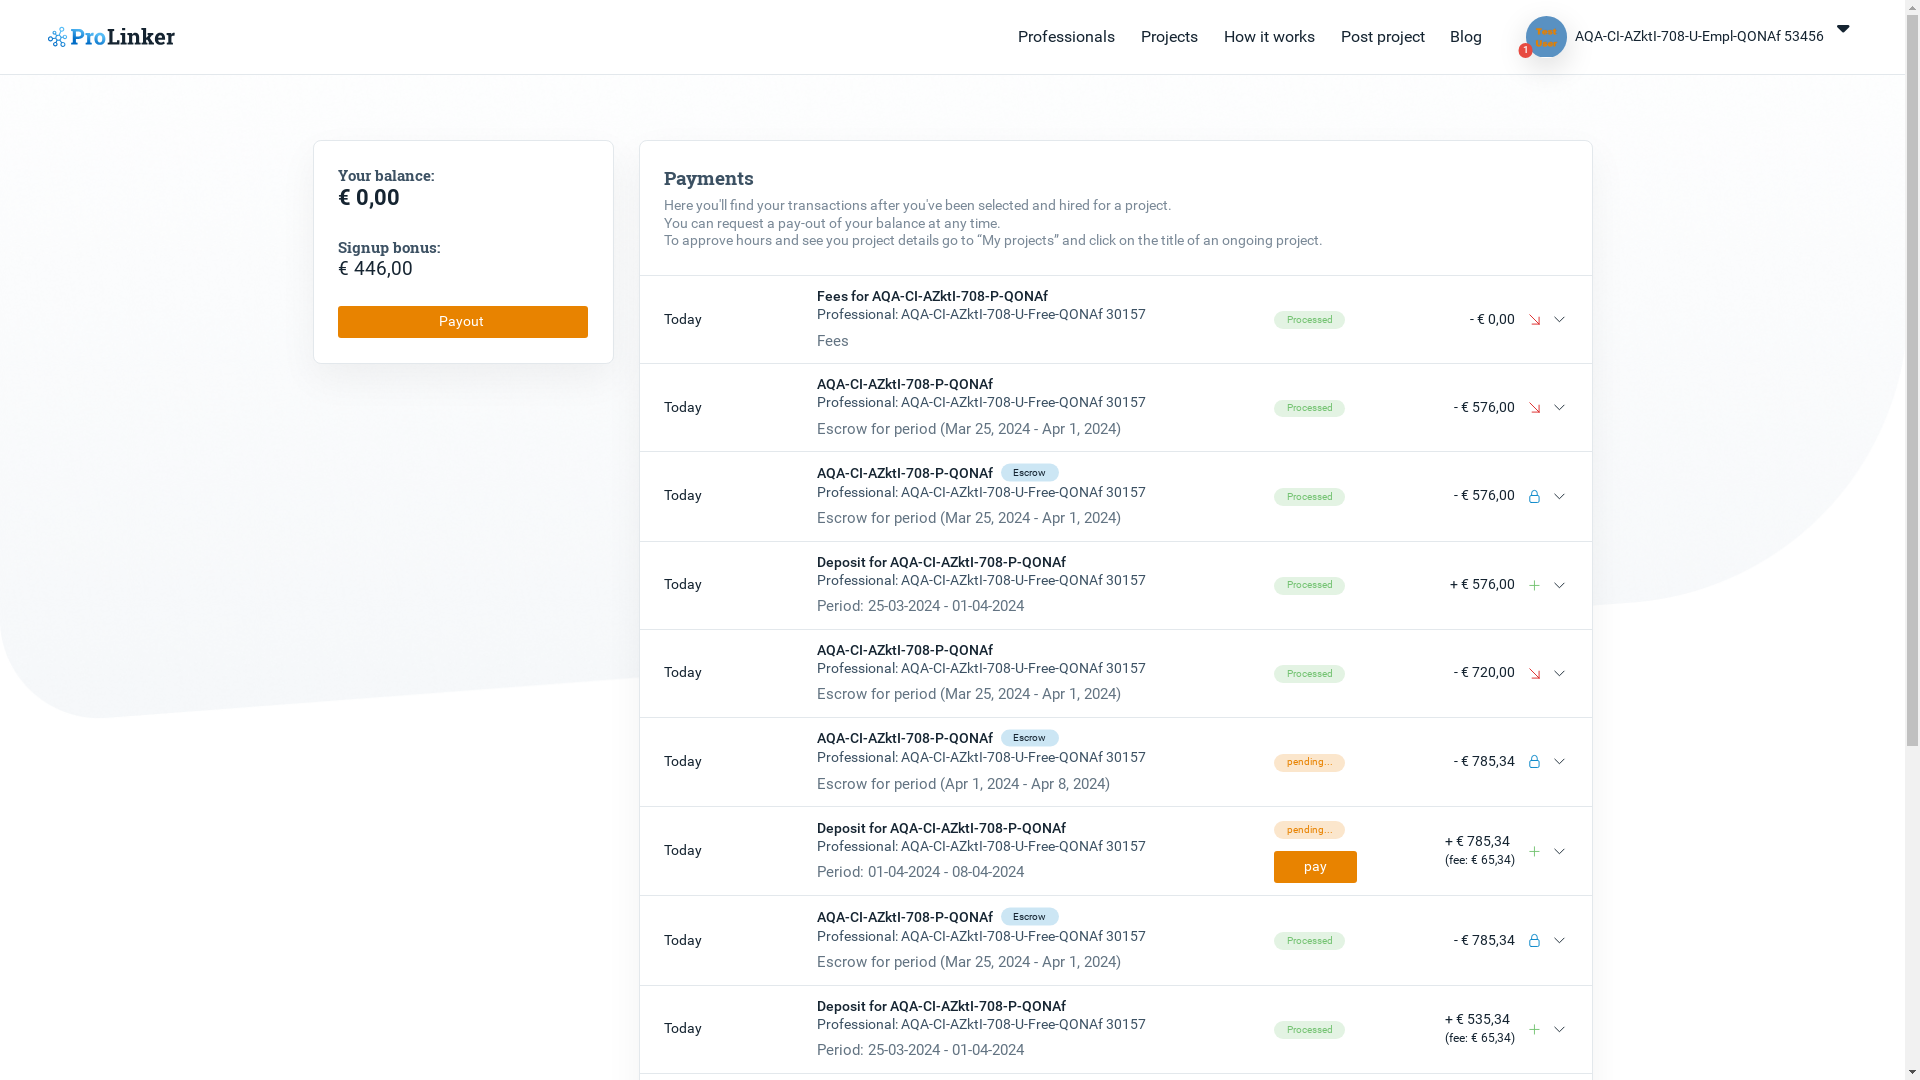 ProLinker
Professionals
Projects
How it works
Post project
Blog
1
AQA-CI-AZktI-708-U-Empl-QONAf 53456
Your balance:
€ 0,00
Signup bonus:
€ 446,00
Payout
Payments
Here you'll find your transactions after you've been selected and hired for a project.
You can request a pay-out of your balance at any time.
To approve hours and see you project details go to “My projects” and click on the title of an ongoing project.
Today
Fees for AQA-CI-AZktI-708-P-QONAf
Professional: AQA-CI-AZktI-708-U-Free-QONAf 30157
Fees
Processed
- € 0,00
Today
AQA-CI-AZktI-708-P-QONAf
Professional: AQA-CI-AZktI-708-U-Free-QONAf 30157
Escrow for period (Mar 25, 2024 - Apr 1, 2024)
Processed
- € 576,00
Today
AQA-CI-AZktI-708-P-QONAf Escrow
Professional: AQA-CI-AZktI-708-U-Free-QONAf 30157
Escrow for period (Mar 25, 2024 - Apr 1, 2024)
Processed
- € 576,00
Today
Deposit for AQA-CI-AZktI-708-P-QONAf
Professional: AQA-CI-AZktI-708-U-Free-QONAf 30157
Period: 25-03-2024 - 01-04-2024
Processed
+ € 576,00
Today
AQA-CI-AZktI-708-P-QONAf
Professional: AQA-CI-AZktI-708-U-Free-QONAf 30157
Escrow for period (Mar 25, 2024 - Apr 1, 2024)
Processed
- € 720,00
Today
AQA-CI-AZktI-708-P-QONAf Escrow
Professional: AQA-CI-AZktI-708-U-Free-QONAf 30157
Escrow for period (Apr 1, 2024 - Apr 8, 2024)
pending...
- € 785,34
Today
Deposit for AQA-CI-AZktI-708-P-QONAf
Professional: AQA-CI-AZktI-708-U-Free-QONAf 30157
Period: 01-04-2024 - 08-04-2024
pending...
pay
+ € 785,34
(fee: € 65,34)
Today
AQA-CI-AZktI-708-P-QONAf Escrow
Professional: AQA-CI-AZktI-708-U-Free-QONAf 30157
Escrow for period (Mar 25, 2024 - Apr 1, 2024)
Processed
- € 785,34
Today
Deposit for AQA-CI-AZktI-708-P-QONAf
Professional: AQA-CI-AZktI-708-U-Free-QONAf 30157
Period: 25-03-2024 - 01-04-2024
Processed
+ € 535,34
(fee: € 65,34)